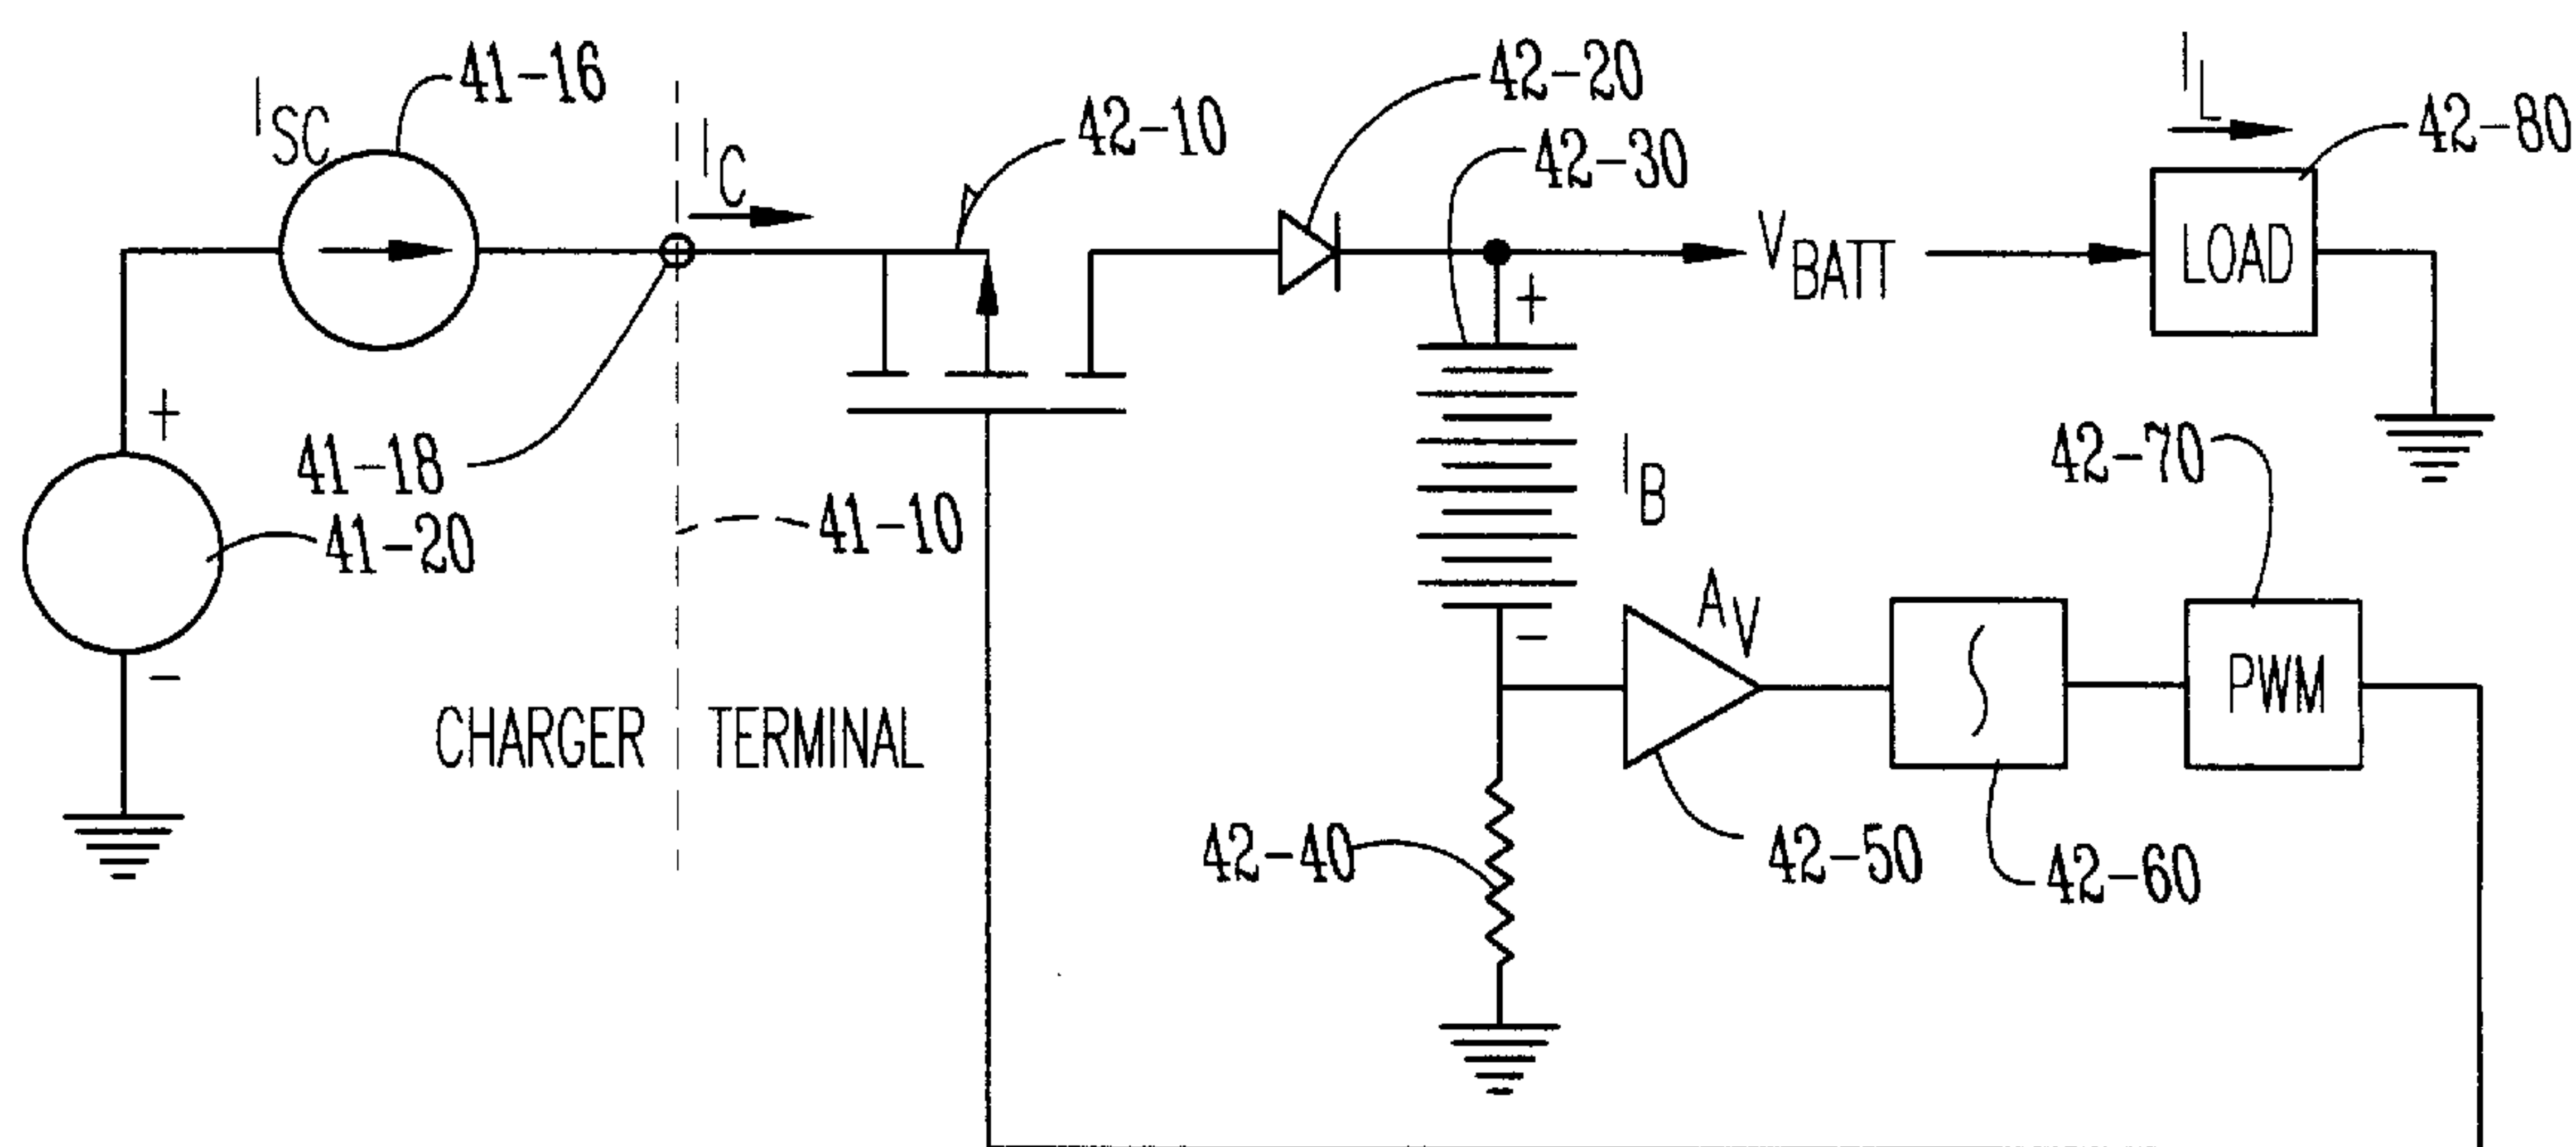 I_SC
41-16
I_C
42-10
42-20
42-30
I_L
42-80
V_BATT
LOAD
+
+
41-18
41-20
41-10
I_B
42-70
-
-
A_V
∫
PWM
CHARGER
TERMINAL
42-40
42-50
42-60